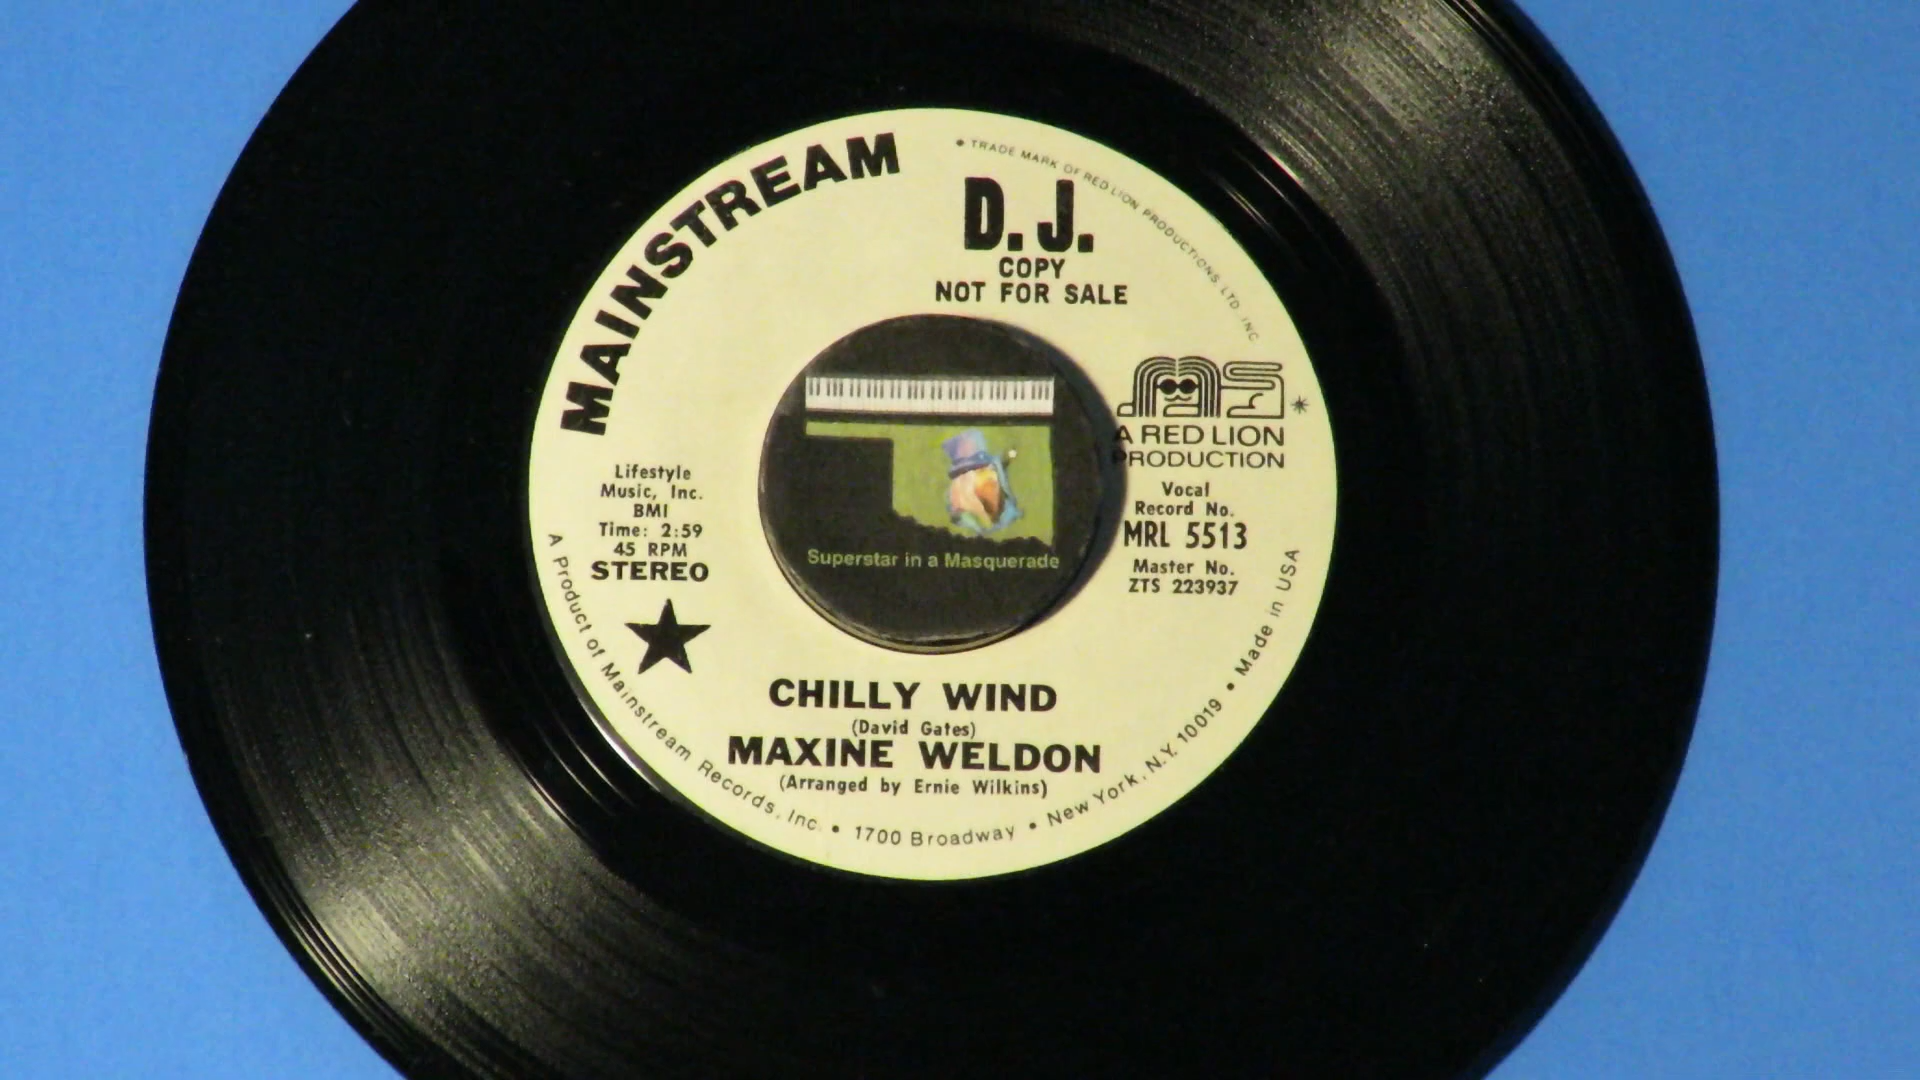 MAINSTREAM
• TRADE MARK OF RED LION PRODUCTIONS, LTD. INC
D.J.
COPY
NOT FOR SALE
MS *
A RED LION
PRODUCTION
Lifestyle
Music, Inc.
BMI
Time: 2:59
45 RPM
STEREO
Vocal
Record No.
MRL 5513
Master No.
ZTS 223937
Superstar in a Masquerade
CHILLY WIND
(David Gates)
MAXINE WELDON
(Arranged by Ernie Wilkins)
A Product of Mainstream Records, Inc. • 1700 Broadway • New York, N.Y. 10019 • Made in USA